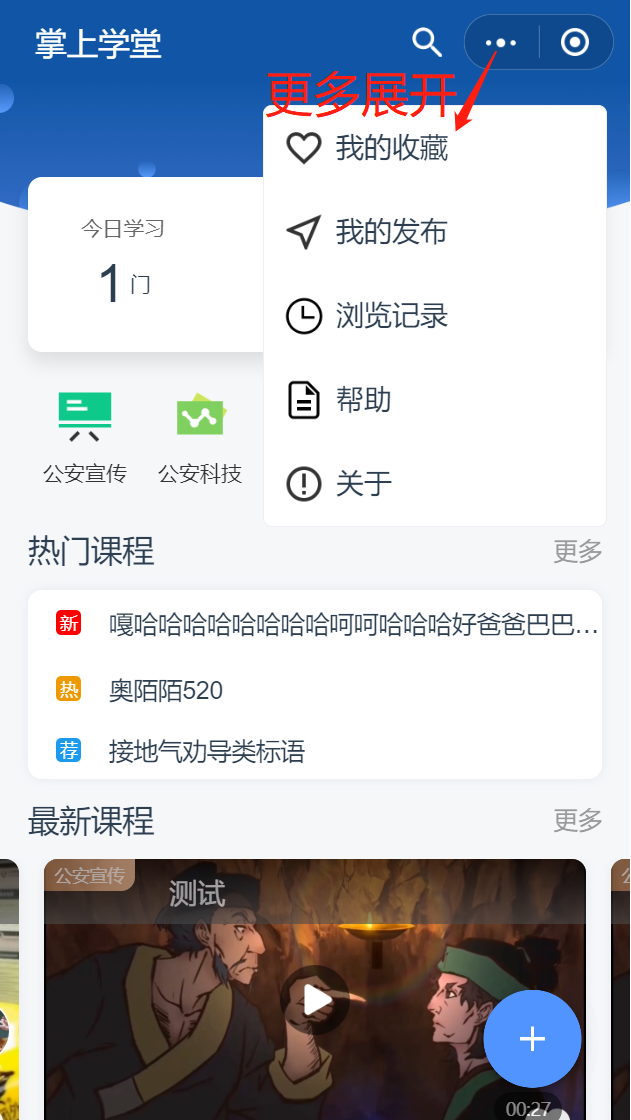 掌上学堂
更多展开
我的收藏
我的发布
浏览记录
帮助
关于
今日学习
1 门
公安宣传
公安科技
热门课程
更多
新 嘎哈哈哈哈哈哈哈哈呵呵哈哈哈好爸爸巴巴…
热 奥陌陌520
荐 接地气劝导类标语
最新课程
更多
公安宣传
测试
00:27